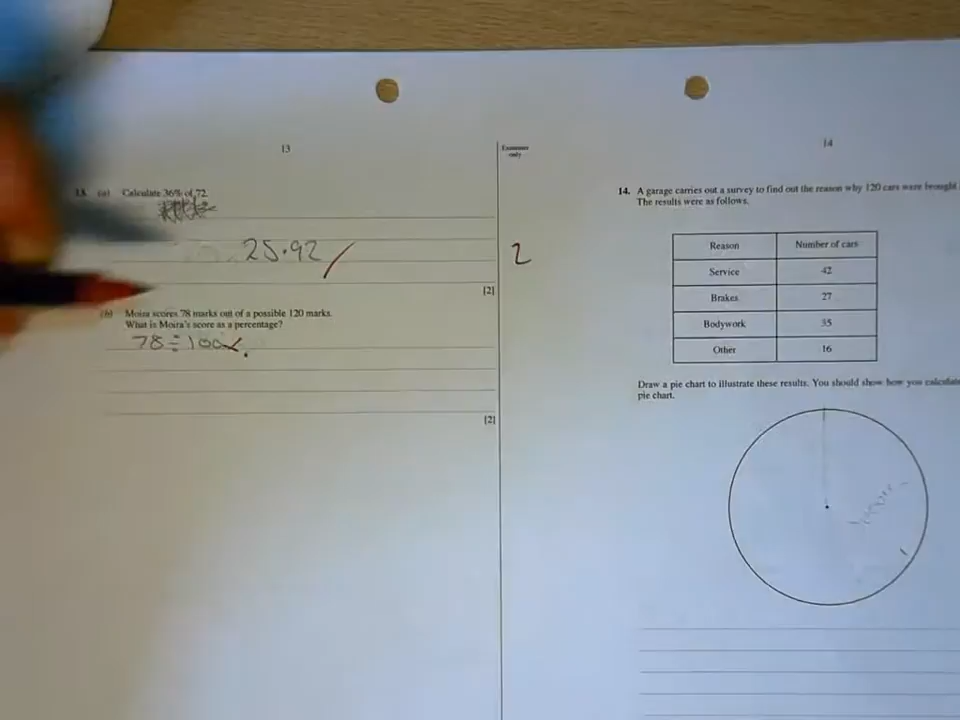 13
Examiner only
13. (a) Calculate 36% of 72.
25.92
2
[2]
(b) Moira scores 78 marks out of a possible 120 marks.
What is Moira's score as a percentage?
78 ÷ 100
[2]
14
14. A garage carries out a survey to find out the reason why 120 cars were brought
The results were as follows.
Reason Number of cars
Service 42
Brakes 27
Bodywork 35
Other 16
Draw a pie chart to illustrate these results. You should show how you calculate
pie chart.